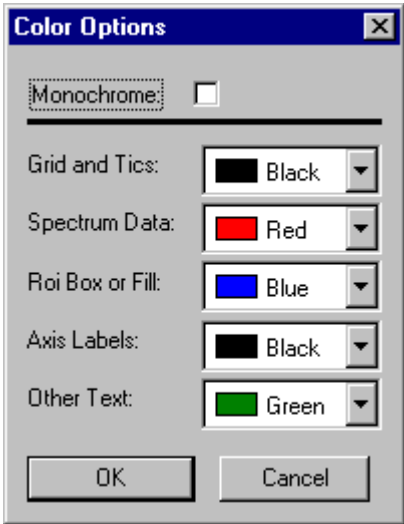 Color Options
Monochrome:
Grid and Tics: Black
Spectrum Data: Red
Roi Box or Fill: Blue
Axis Labels: Black
Other Text: Green
OK Cancel